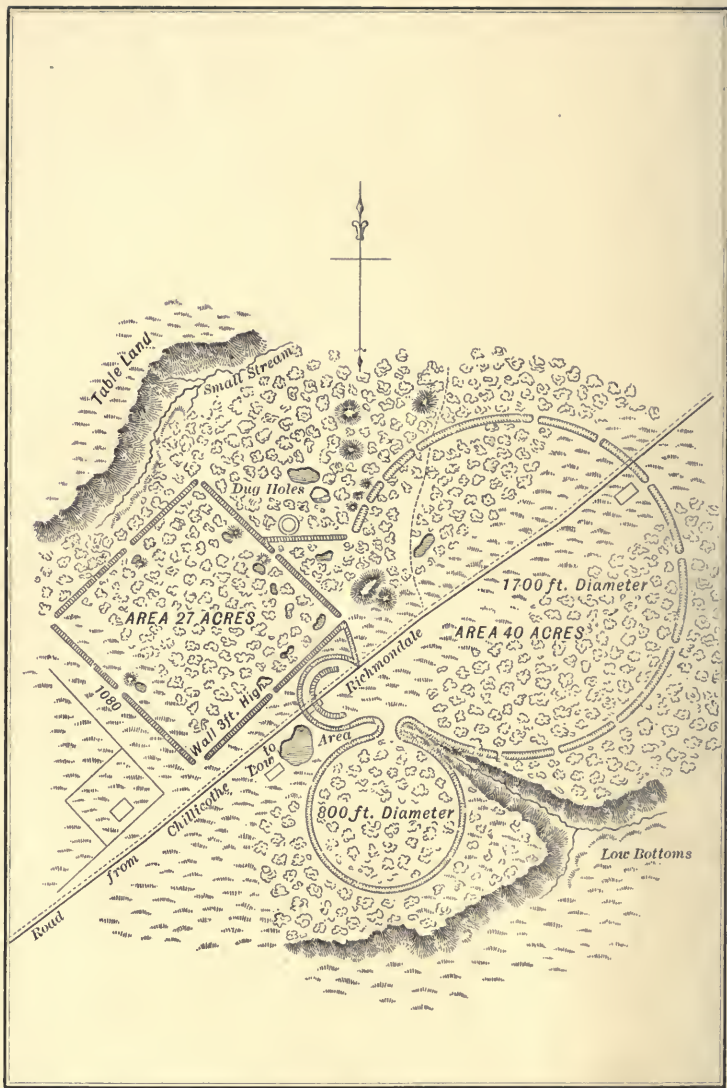 Table Land
Small Stream
Dug Holes
1700 ft. Diameter
AREA 27 ACRES
AREA 40 ACRES
1080
Wall 3ft. High
Road from Chillicothe to Richmondale
Area
800 ft. Diameter
Low Bottoms